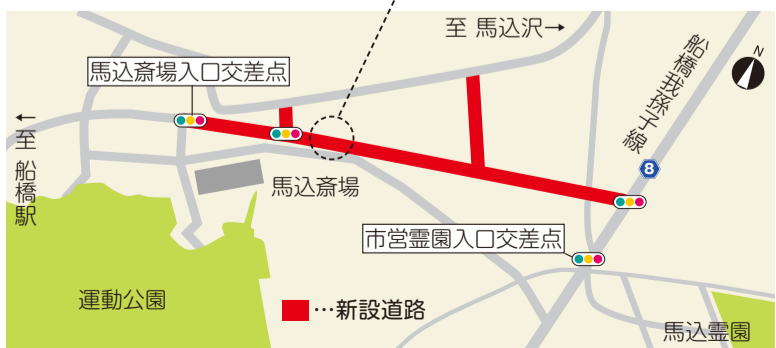 至 馬込沢→
馬込斎場入口交差点
N
船橋我孫子線
8
←至 船橋駅
馬込斎場
市営霊園入口交差点
運動公園
…新設道路
馬込霊園